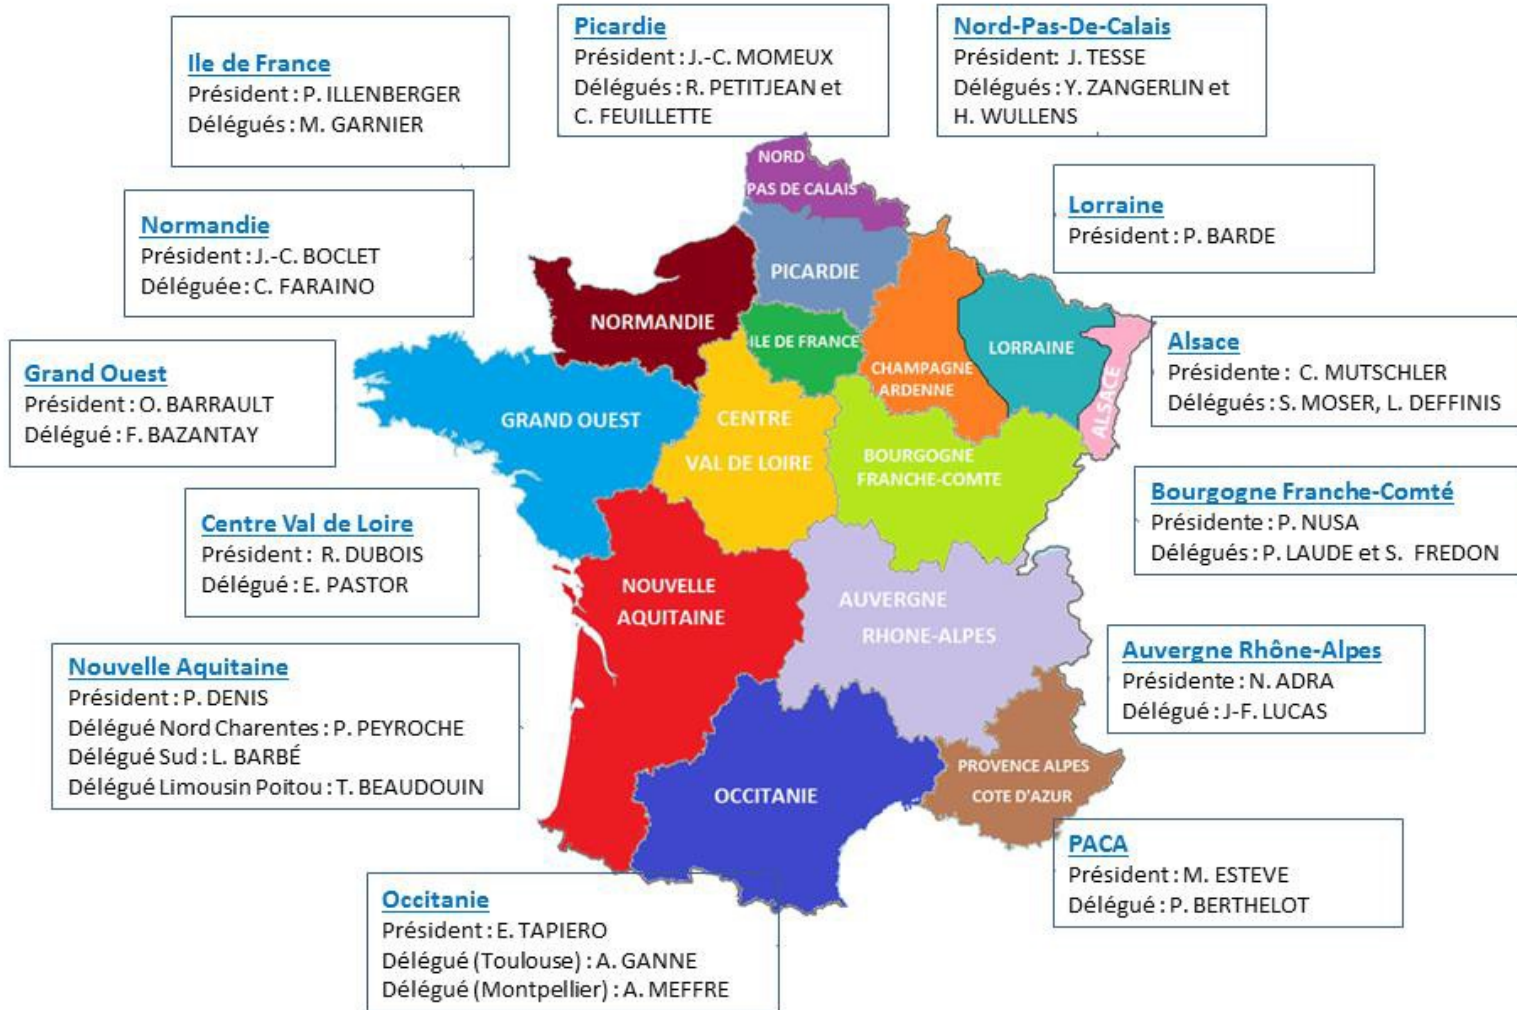 Ile de France
Président : P. ILLENBERGER
Délégués : M. GARNIER
Picardie
Président : J.-C. MOMEUX
Délégués : R. PETITJEAN et
C. FEUILLETTE
Nord-Pas-De-Calais
Président: J. TESSE
Délégués : Y. ZANGERLIN et
H. WULLENS
Normandie
Président : J.-C. BOCLET
Déléguée : C. FARAINO
Lorraine
Président : P. BARDE
Grand Ouest
Président : O. BARRAULT
Délégué : F. BAZANTAY
Alsace
Présidente : C. MUTSCHLER
Délégués : S. MOSER, L. DEFFINIS
Centre Val de Loire
Président : R. DUBOIS
Délégué : E. PASTOR
Bourgogne Franche-Comté
Présidente : P. NUSA
Délégués : P. LAUDE et S. FREDON
Nouvelle Aquitaine
Président : P. DENIS
Délégué Nord Charentes : P. PEYROCHE
Délégué Sud : L. BARBÉ
Délégué Limousin Poitou : T. BEAUDOUIN
Auvergne Rhône-Alpes
Présidente : N. ADRA
Délégué : J-F. LUCAS
PACA
Président : M. ESTEVE
Délégué : P. BERTHELOT
Occitanie
Président : E. TAPIERO
Délégué (Toulouse) : A. GANNE
Délégué (Montpellier) : A. MEFFRE
NORD
PAS DE CALAIS
PICARDIE
NORMANDIE
ILE DE FRANCE
CHAMPAGNE
ARDENNE
LORRAINE
ALSACE
GRAND OUEST
CENTRE
VAL DE LOIRE
BOURGOGNE
FRANCHE-COMTE
NOUVELLE
AQUITAINE
AUVERGNE
RHONE-ALPES
OCCITANIE
PROVENCE ALPES
COTE D'AZUR